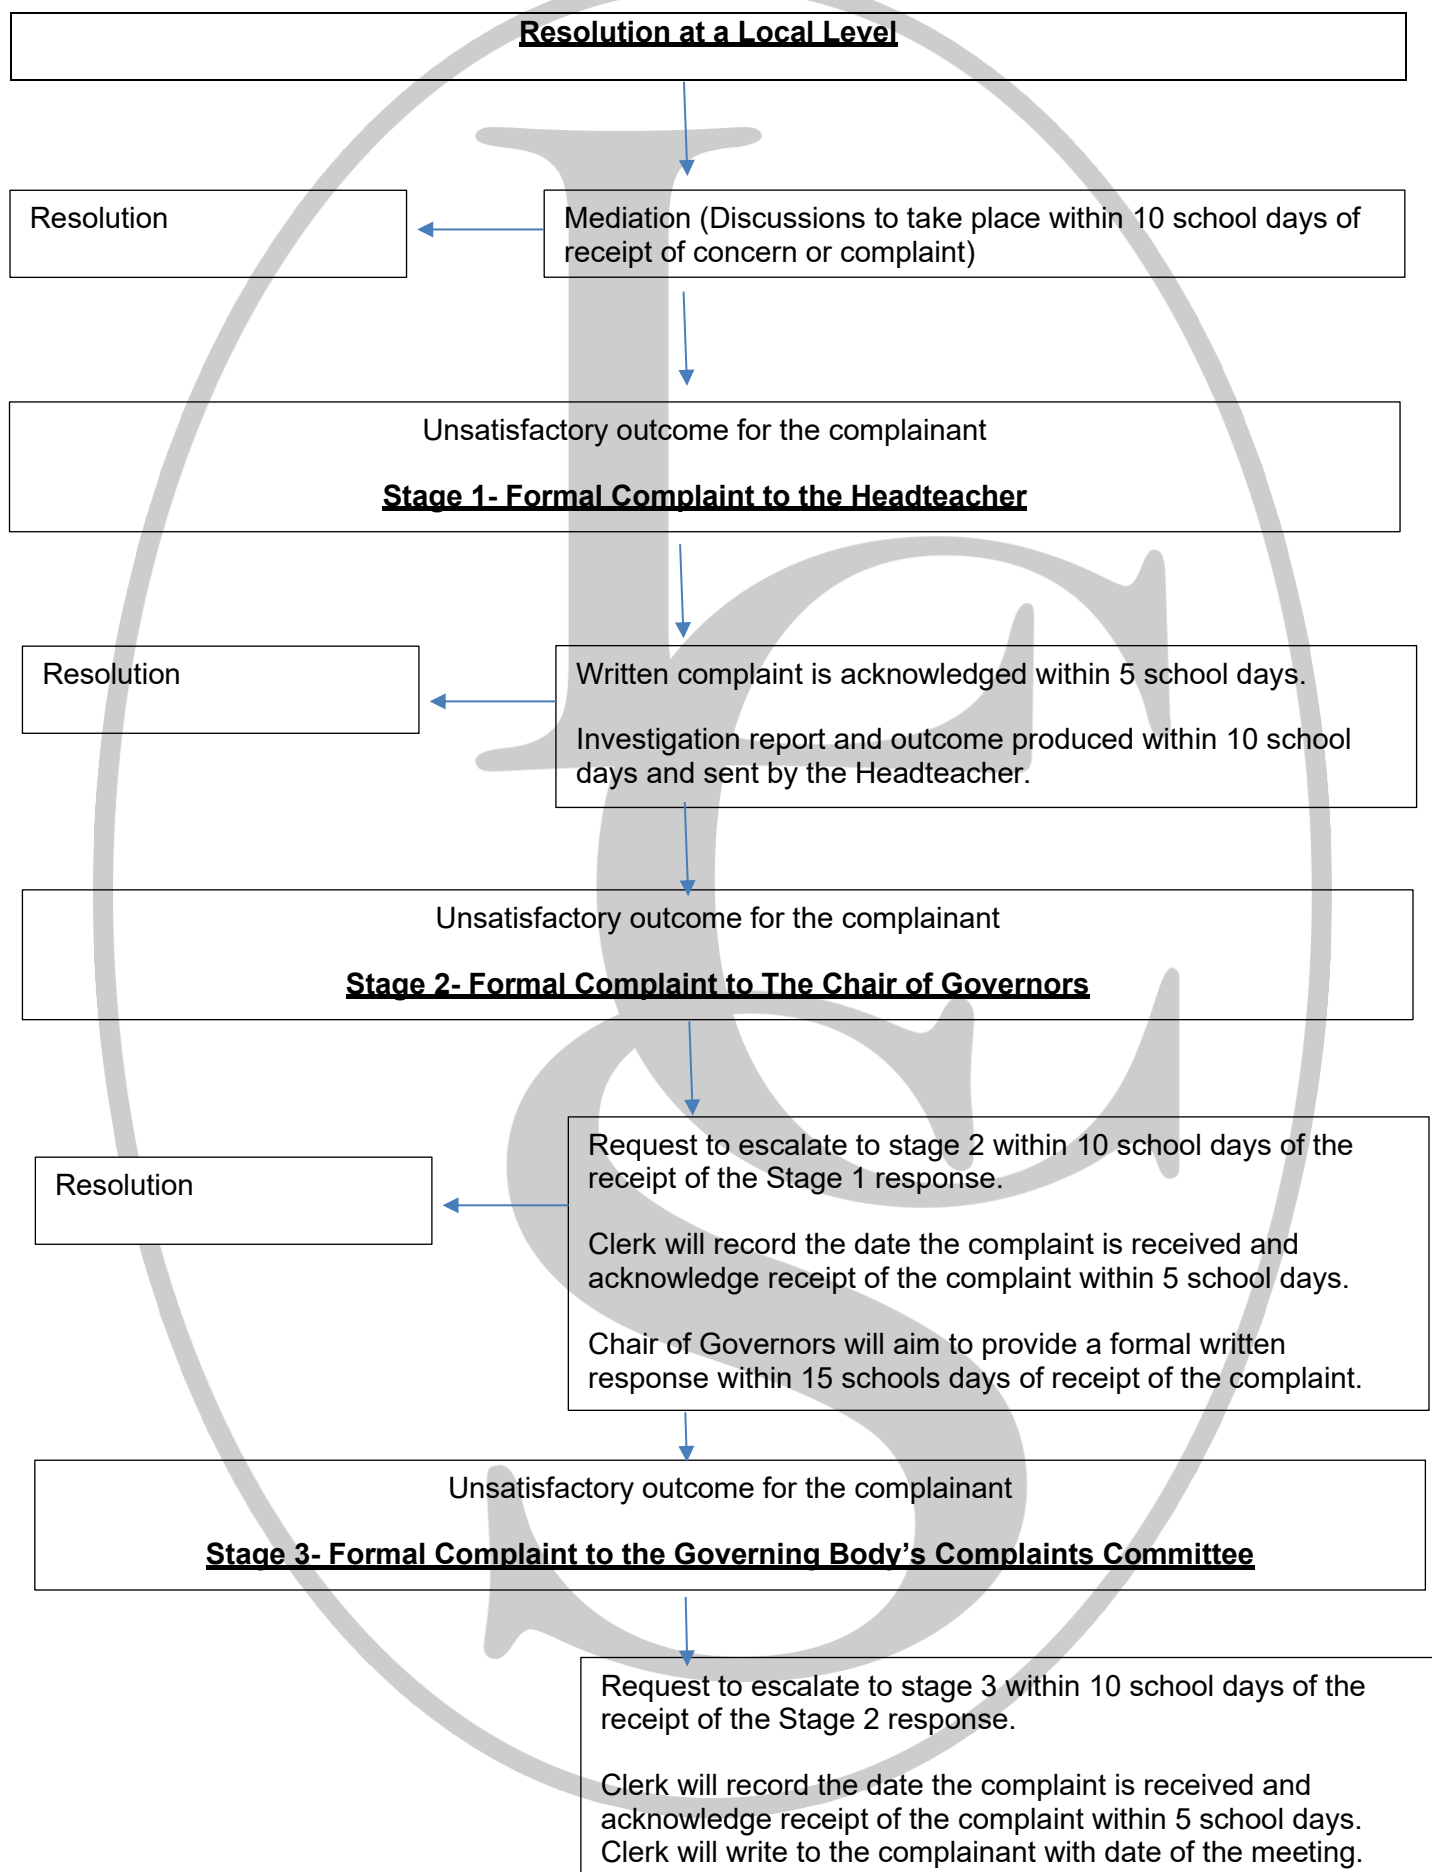 Resolution at a Local Level
Resolution
Mediation (Discussions to take place within 10 school days of
receipt of concern or complaint)
Unsatisfactory outcome for the complainant
Stage 1- Formal Complaint to the Headteacher
Resolution
Written complaint is acknowledged within 5 school days.
Investigation report and outcome produced within 10 school
days and sent by the Headteacher.
Unsatisfactory outcome for the complainant
Stage 2- Formal Complaint to The Chair of Governors
Resolution
Request to escalate to stage 2 within 10 school days of the
receipt of the Stage 1 response.
Clerk will record the date the complaint is received and
acknowledge receipt of the complaint within 5 school days.
Chair of Governors will aim to provide a formal written
response within 15 schools days of receipt of the complaint.
Unsatisfactory outcome for the complainant
Stage 3- Formal Complaint to the Governing Body’s Complaints Committee
Request to escalate to stage 3 within 10 school days of the
receipt of the Stage 2 response.
Clerk will record the date the complaint is received and
acknowledge receipt of the complaint within 5 school days.
Clerk will write to the complainant with date of the meeting.